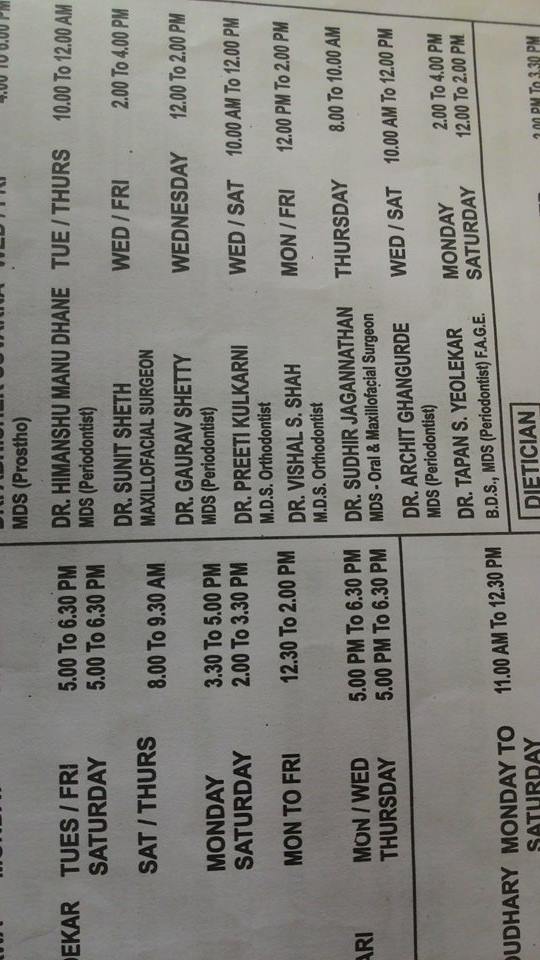 EKAR TUES / FRI 5.00 To 6.30 PM
SATURDAY 5.00 To 6.30 PM
SAT / THURS 8.00 To 9.30 AM
MONDAY 3.30 To 5.00 PM
SATURDAY 2.00 To 3.30 PM
MON TO FRI 12.30 To 2.00 PM
ARI MON / WED 5.00 PM To 6.30 PM
THURSDAY 5.00 PM To 6.30 PM
UDHARY MONDAY TO 11.00 AM To 12.30 PM
SATURDAY
MDS (Prostho)
DR. HIMANSHU MANU DHANE TUE / THURS 10.00 To 12.00 AM
MDS (Periodontist)
DR. SUNIT SHETH WED / FRI 2.00 To 4.00 PM
MAXILLOFACIAL SURGEON
DR. GAURAV SHETTY WEDNESDAY 12.00 To 2.00 PM
MDS (Periodontist)
DR. PREETI KULKARNI WED / SAT 10.00 AM To 12.00 PM
M.D.S. Orthodontist
DR. VISHAL S. SHAH MON / FRI 12.00 PM To 2.00 PM
M.D.S. Orthodontist
DR. SUDHIR JAGANNATHAN THURSDAY 8.00 To 10.00 AM
MDS - Oral & Maxillofacial Surgeon
DR. ARCHIT GHANGURDE WED / SAT 10.00 AM To 12.00 PM
MDS (Periodontist)
DR. TAPAN S. YEOLEKAR MONDAY 2.00 To 4.00 PM
B.D.S., MDS (Periodontist) F.A.G.E. SATURDAY 12.00 To 2.00 PM
DIETICIAN
2.00 PM To 3.30 PM